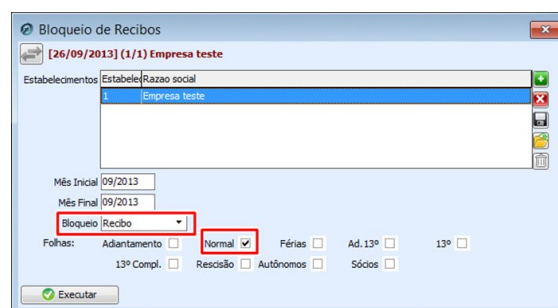 Bloqueio de Recibos
[26/09/2013] (1/1) Empresa teste
Estabelecimentos Estabele Razao social
1 Empresa teste
Mês Inicial 09/2013
Mês Final 09/2013
Bloqueio Recibo
Folhas: Adiantamento Normal Férias Ad.13º 13º
13º Compl. Rescisão Autônomos Sócios
Executar